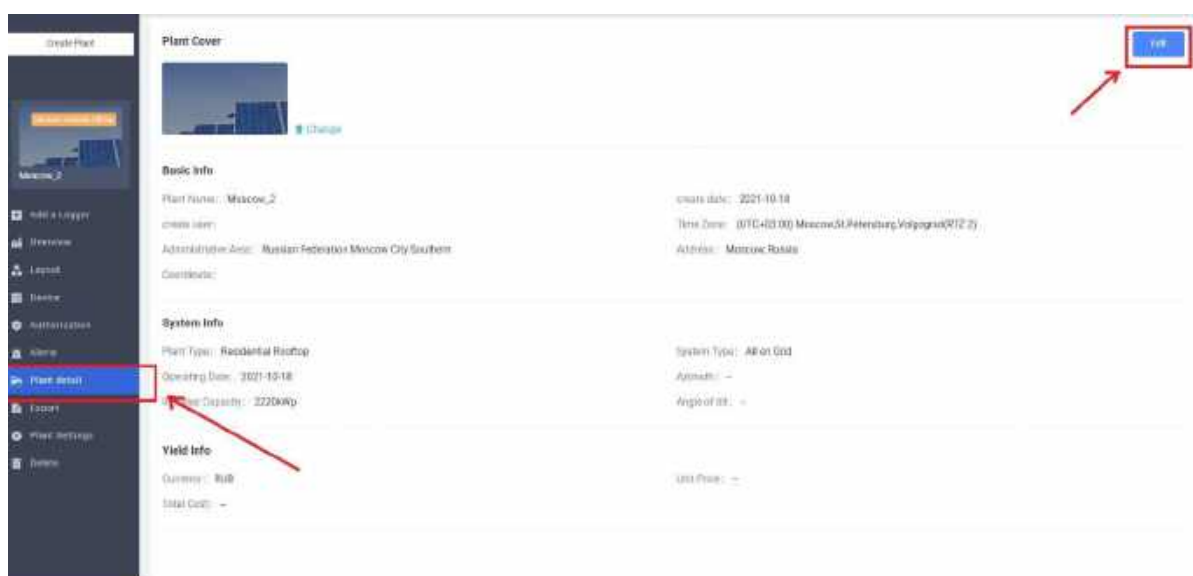 Create Plant
Moscow_2
Add a Logger
Overview
Layout
Device
Authorization
Alerts
Plant detail
Export
Plant Settings
Delete
Plant Cover
Edit
Change
Basic Info
Plant Name: Moscow_2
create date: 2021-10-18
create user:
Time Zone: (UTC+03:00) Moscow,St.Petersburg,Volgograd(RTZ 2)
Administrative Area: Russian Federation Moscow City Southern
Address: Moscow, Russia
Coordinate:
System Info
Plant Type: Residential Rooftop
System Type: All on Grid
Operating Date: 2021-10-18
Azimuth: --
Capacity: 2220kWp
Angle of tilt: --
Yield Info
Currency: RUB
Unit Price: --
Total Cost: --